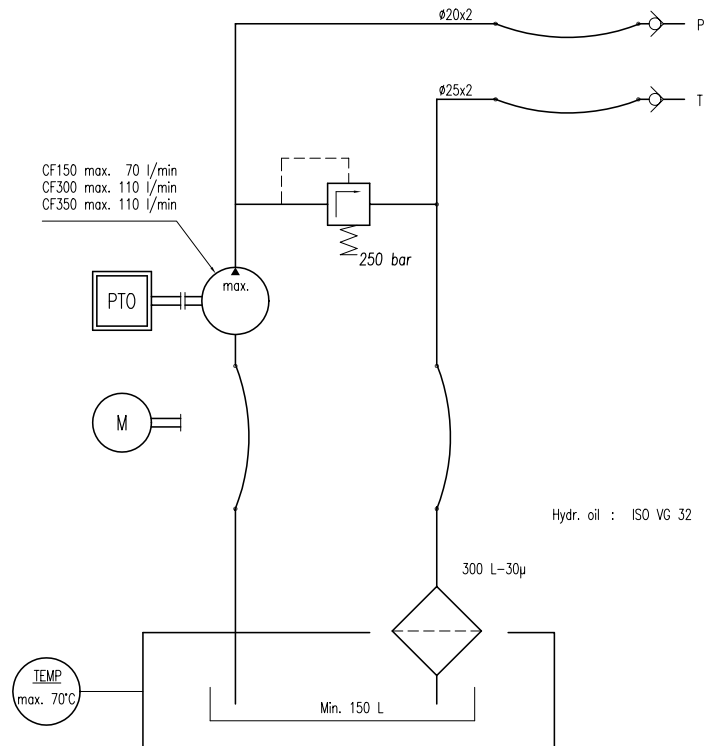 ø20x2
P
ø25x2
T
CF150 max. 70 l/min
CF300 max. 110 l/min
CF350 max. 110 l/min
250 bar
max.
PTO
M
Hydr. oil : ISO VG 32
300 L-30µ
TEMP
max. 70°C
Min. 150 L